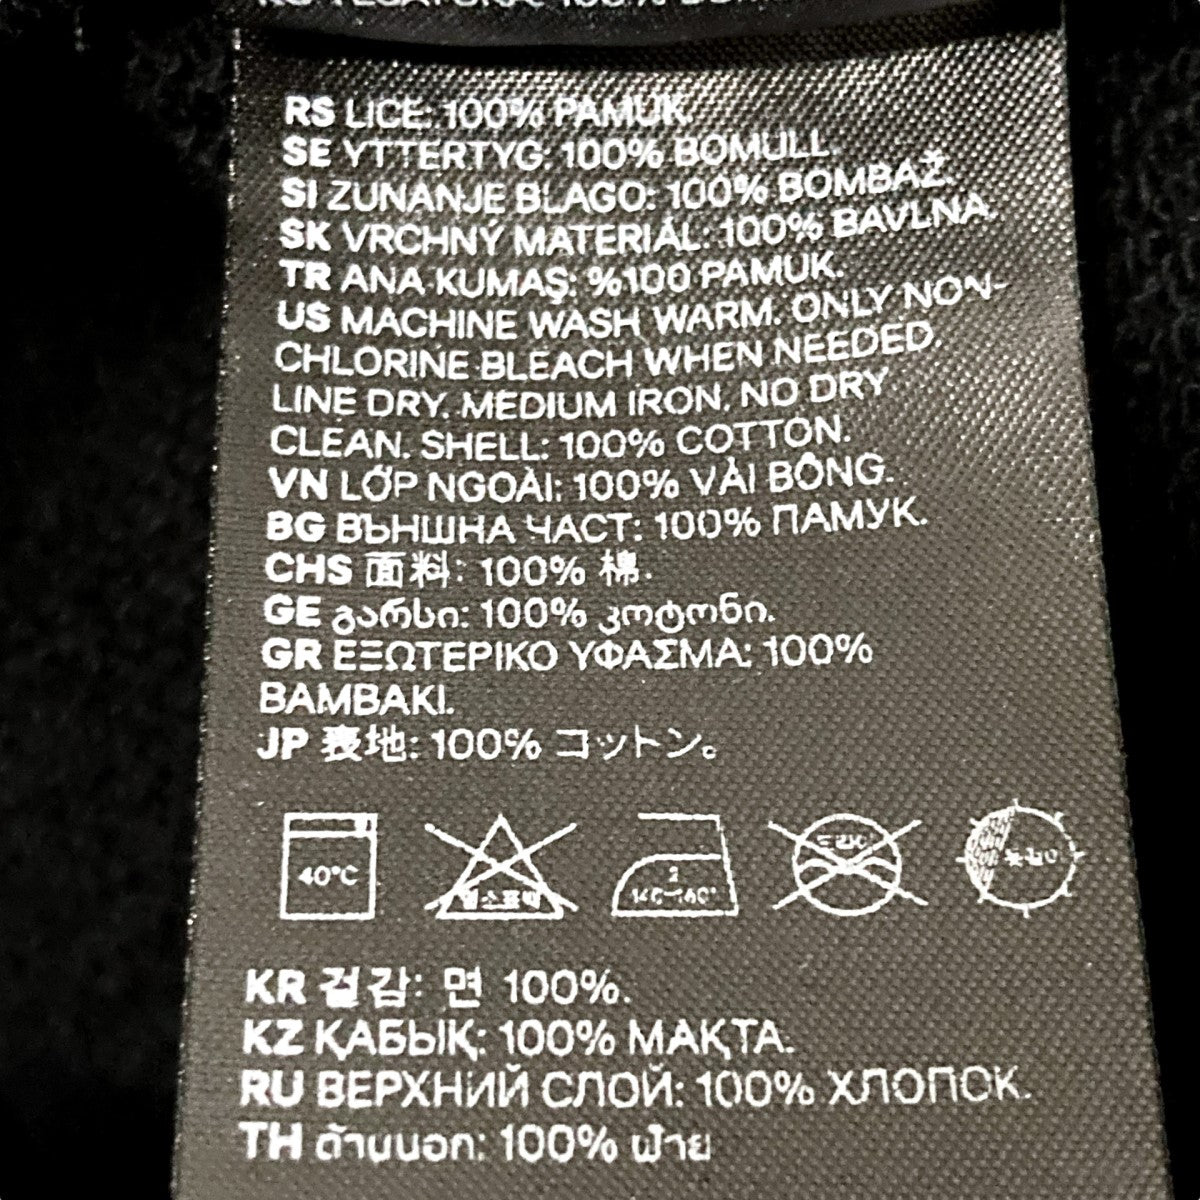 RS LICE: 100% PAMUK.
SE YTTERTYG: 100% BOMULL.
SI ZUNANJE BLAGO: 100% BOMBAŽ.
SK VRCHNÝ MATERIÁL: 100% BAVLNA.
TR ANA KUMAŞ: %100 PAMUK.
US MACHINE WASH WARM. ONLY NON-
CHLORINE BLEACH WHEN NEEDED.
LINE DRY. MEDIUM IRON. NO DRY
CLEAN. SHELL: 100% COTTON.
VN LỚP NGOÀI: 100% VẢI BÔNG.
BG ВЪНШНА ЧАСТ: 100% ПАМУК.
CHS 面料: 100% 棉.
GE გარსი: 100% კოტონი.
GR ΕΞΩΤΕΡΙΚΟ ΥΦΑΣΜΑ: 100%
ΒΑΜΒΑΚΙ.
JP 表地: 100% コットン。
40°C
2
KR 겉감: 면 100%.
KZ ҚАБЫҚ: 100% МАҚТА.
RU ВЕРХНИЙ СЛОЙ: 100% ХЛОПОК.
TH ด้านนอก: 100% ฝ้าย